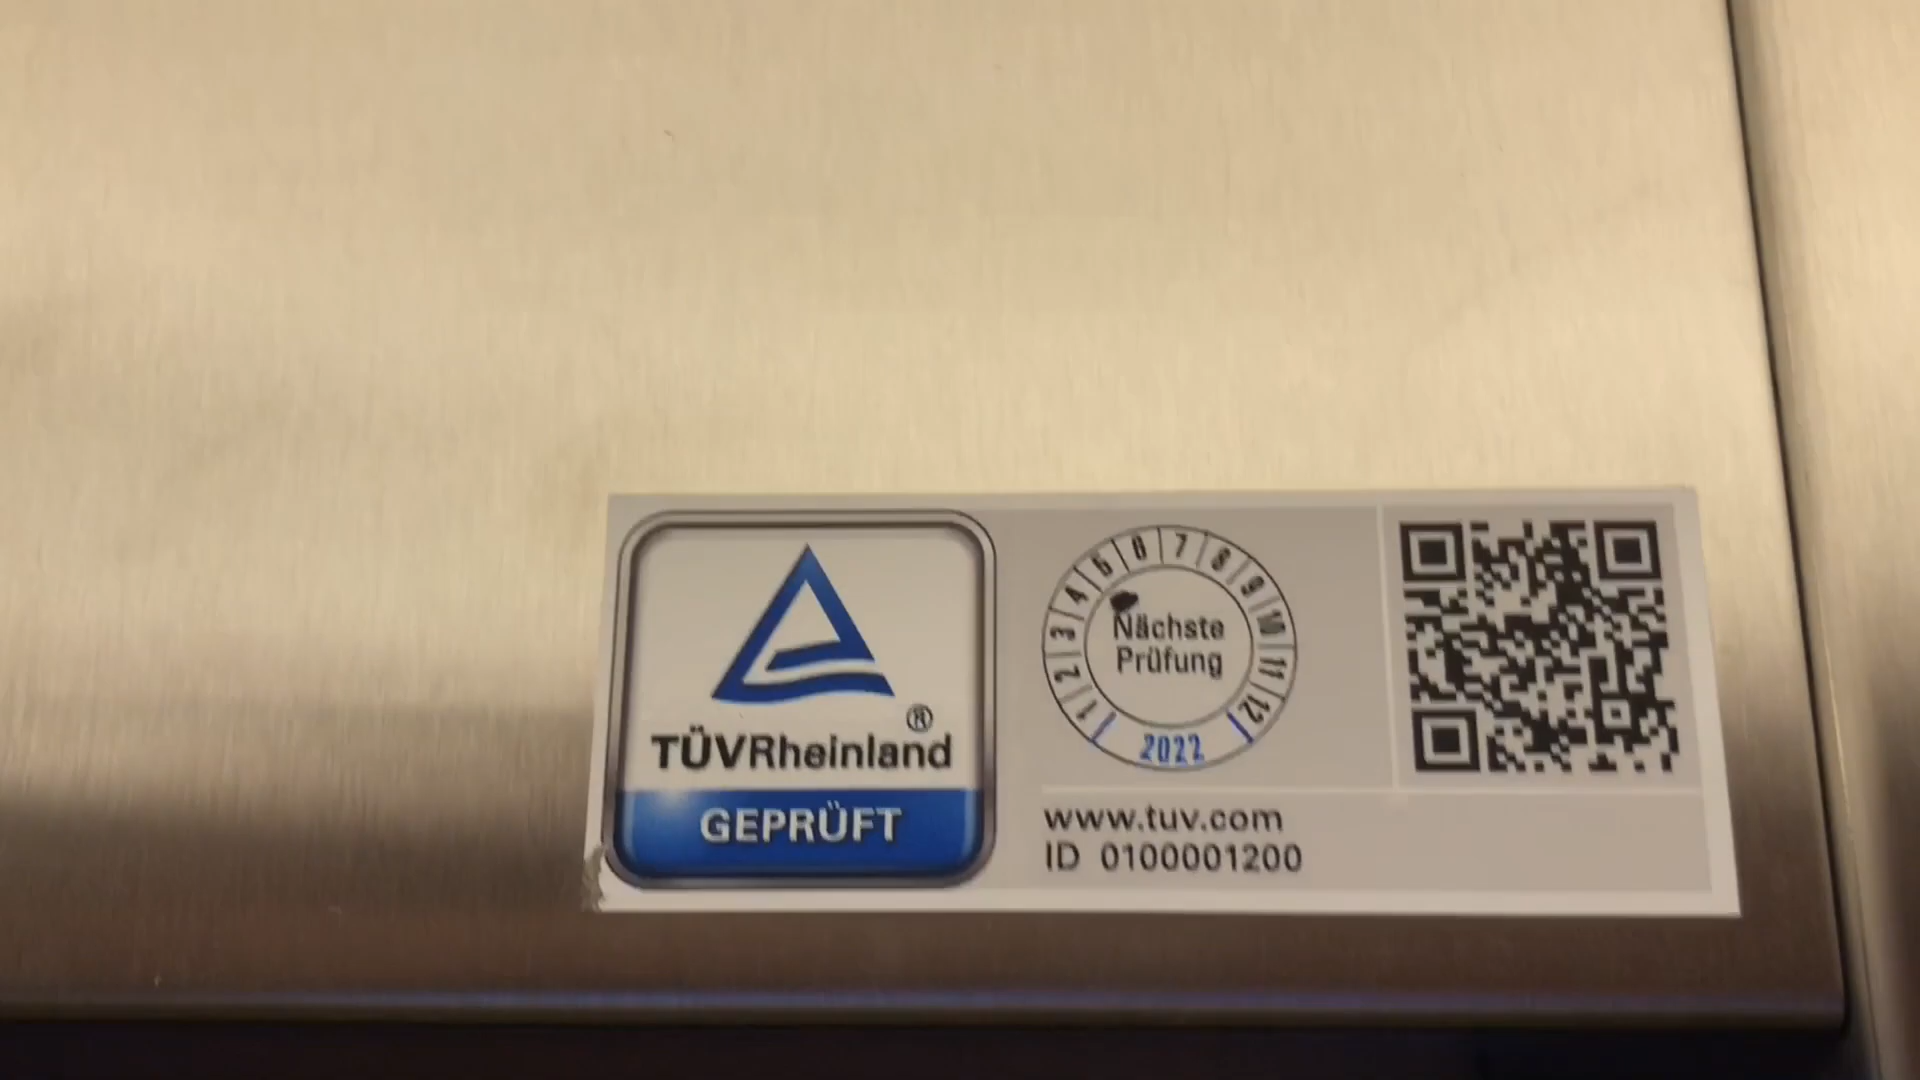 ®
TÜVRheinland
GEPRÜFT
1 2 3 4 5 6 7 8 9 10 11 12
Nächste
Prüfung
2022
www.tuv.com
ID 0100001200